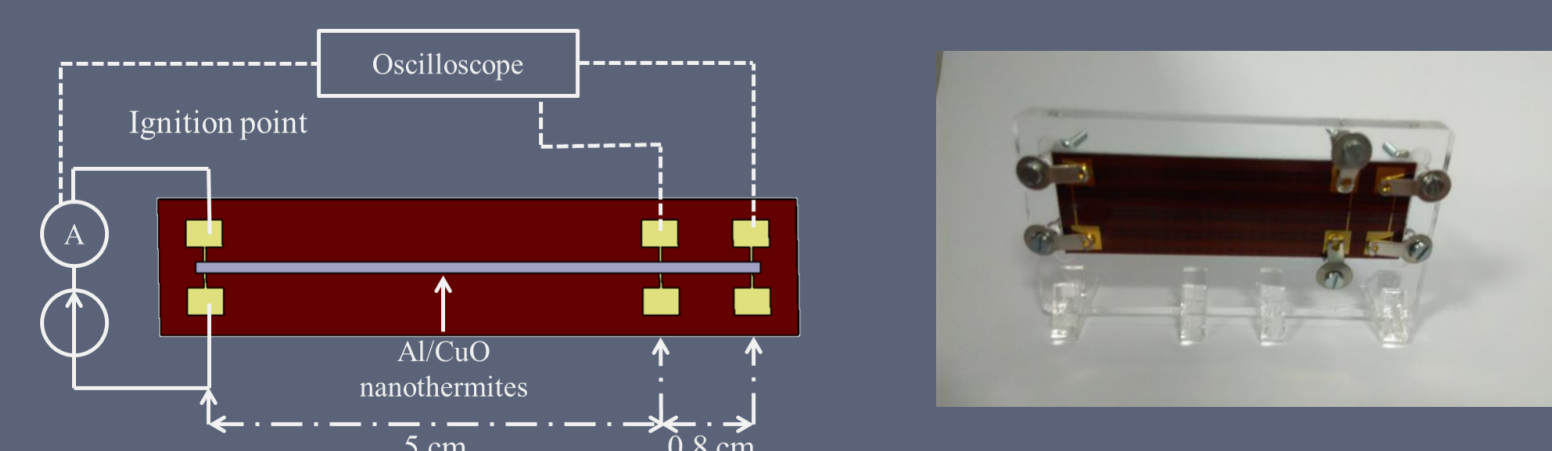 Oscilloscope
Ignition point
A
Al/CuO
nanothermites
5 cm
0.8 cm